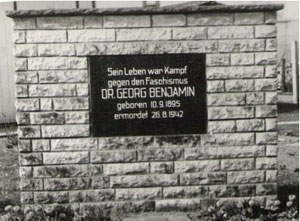 Sein Leben war Kampf
gegen den Faschismus
DR. GEORG BENJAMIN
geboren 10.9.1895
ermordet 26.8.1942